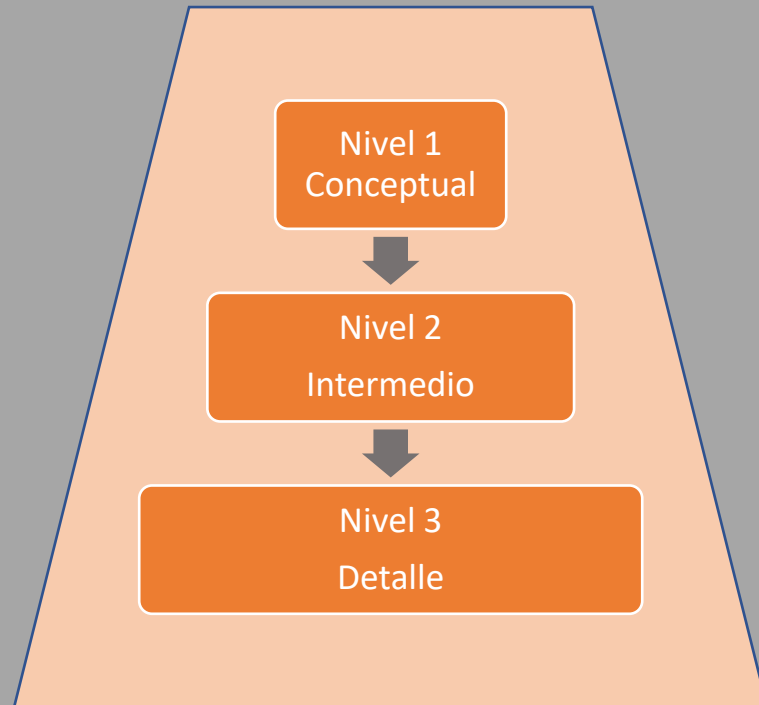 Nivel 1
Conceptual
Nivel 2
Intermedio
Nivel 3
Detalle